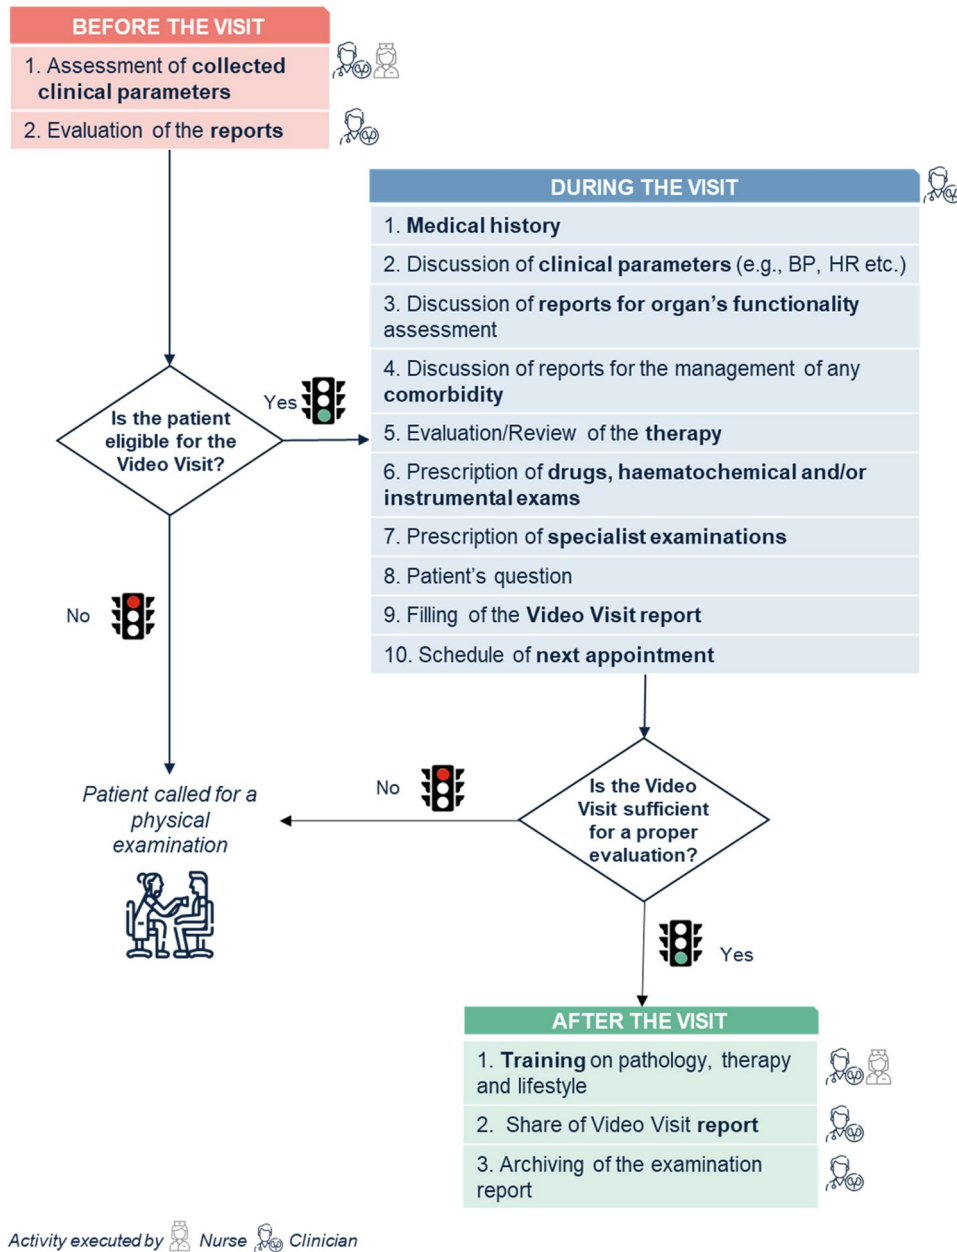 BEFORE THE VISIT
1. Assessment of collected
clinical parameters
2. Evaluation of the reports
DURING THE VISIT
1. Medical history
2. Discussion of clinical parameters (e.g., BP, HR etc.)
3. Discussion of reports for organ's functionality
assessment
4. Discussion of reports for the management of any
comorbidity
5. Evaluation/Review of the therapy
6. Prescription of drugs, haematochemical and/or
instrumental exams
7. Prescription of specialist examinations
8. Patient's question
9. Filling of the Video Visit report
10. Schedule of next appointment
Is the patient
eligible for the
Video Visit?
Yes
No
Patient called for a
physical
examination
No
Is the Video
Visit sufficient
for a proper
evaluation?
Yes
AFTER THE VISIT
1. Training on pathology, therapy
and lifestyle
2. Share of Video Visit report
3. Archiving of the examination
report
Activity executed by Nurse Clinician